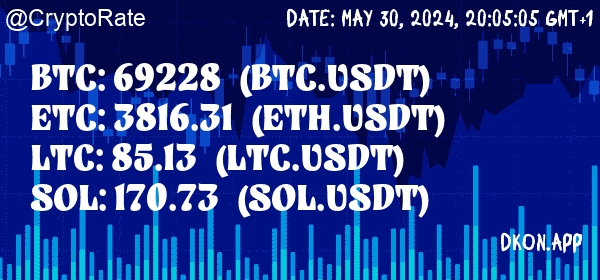 @CryptoRate
DATE: MAY 30, 2024, 20:05:05 GMT+1
BTC: 69228 (BTC.USDT)
ETC: 3816.31 (ETH.USDT)
LTC: 85.13 (LTC.USDT)
SOL: 170.73 (SOL.USDT)
DKON.APP